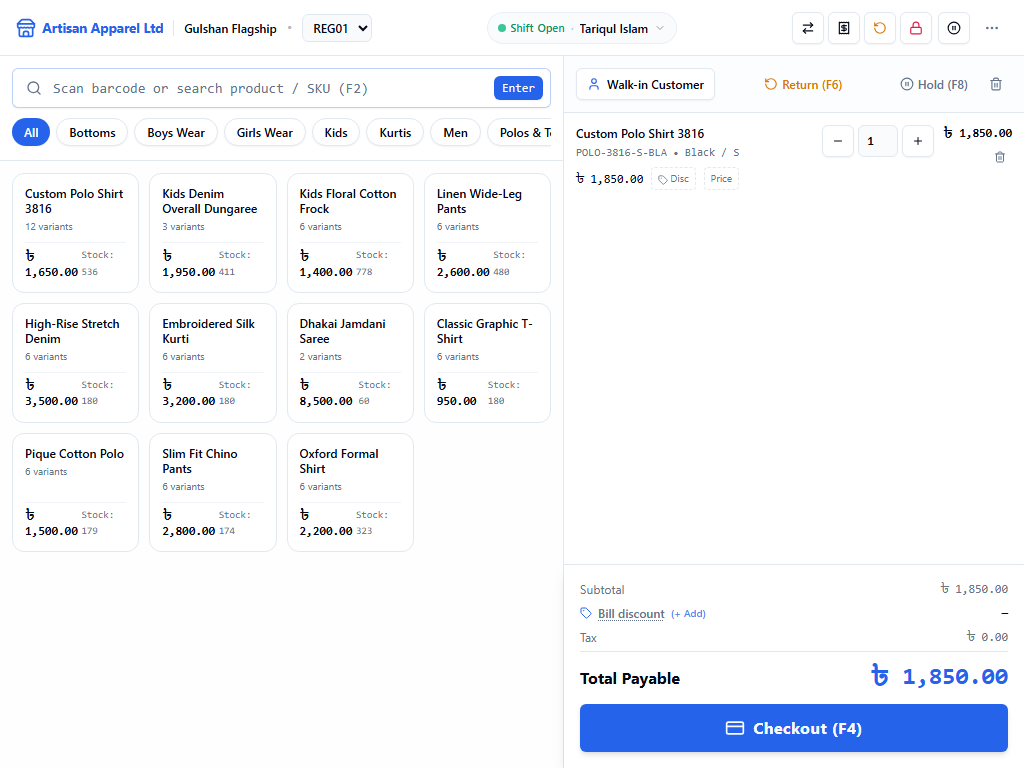 Artisan Apparel Ltd
Gulshan Flagship •
REG01
Shift Open · Tariqul Islam
Scan barcode or search product / SKU (F2)
Enter
All
Bottoms
Boys Wear
Girls Wear
Kids
Kurtis
Men
Polos & T
Custom Polo Shirt
3816
12 variants
৳
1,650.00
Stock:
536
Kids Denim
Overall Dungaree
3 variants
৳
1,950.00
Stock:
411
Kids Floral Cotton
Frock
6 variants
৳
1,400.00
Stock:
778
Linen Wide-Leg
Pants
6 variants
৳
2,600.00
Stock:
480
High-Rise Stretch
Denim
6 variants
৳
3,500.00
Stock:
180
Embroidered Silk
Kurti
6 variants
৳
3,200.00
Stock:
180
Dhakai Jamdani
Saree
2 variants
৳
8,500.00
Stock:
60
Classic Graphic T-
Shirt
6 variants
৳
950.00
Stock:
180
Pique Cotton Polo
6 variants
৳
1,500.00
Stock:
179
Slim Fit Chino
Pants
6 variants
৳
2,800.00
Stock:
174
Oxford Formal
Shirt
6 variants
৳
2,200.00
Stock:
323
Walk-in Customer
Return (F6)
Hold (F8)
Custom Polo Shirt 3816
POLO-3816-S-BLA • Black / S
৳ 1,850.00
Disc
Price
−
1
+
৳ 1,850.00
Subtotal
৳ 1,850.00
Bill discount (+ Add)
–
Tax
৳ 0.00
Total Payable
৳ 1,850.00
Checkout (F4)